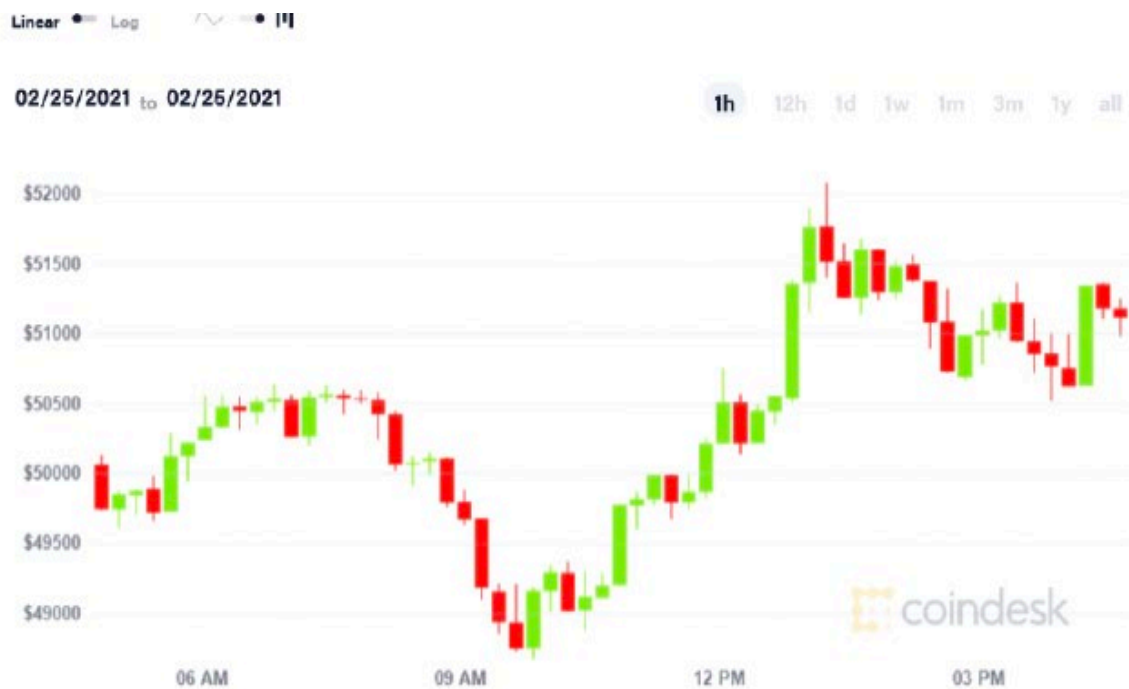 Linear Log
02/25/2021 to 02/25/2021
1h 12h 1d 1w 1m 3m 1y all
$52000
$51500
$51000
$50500
$50000
$49500
$49000
coindesk
06 AM 09 AM 12 PM 03 PM